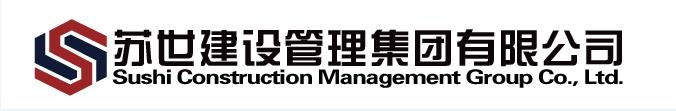 苏世建设管理集团有限公司
Sushi Construction Management Group Co., Ltd.